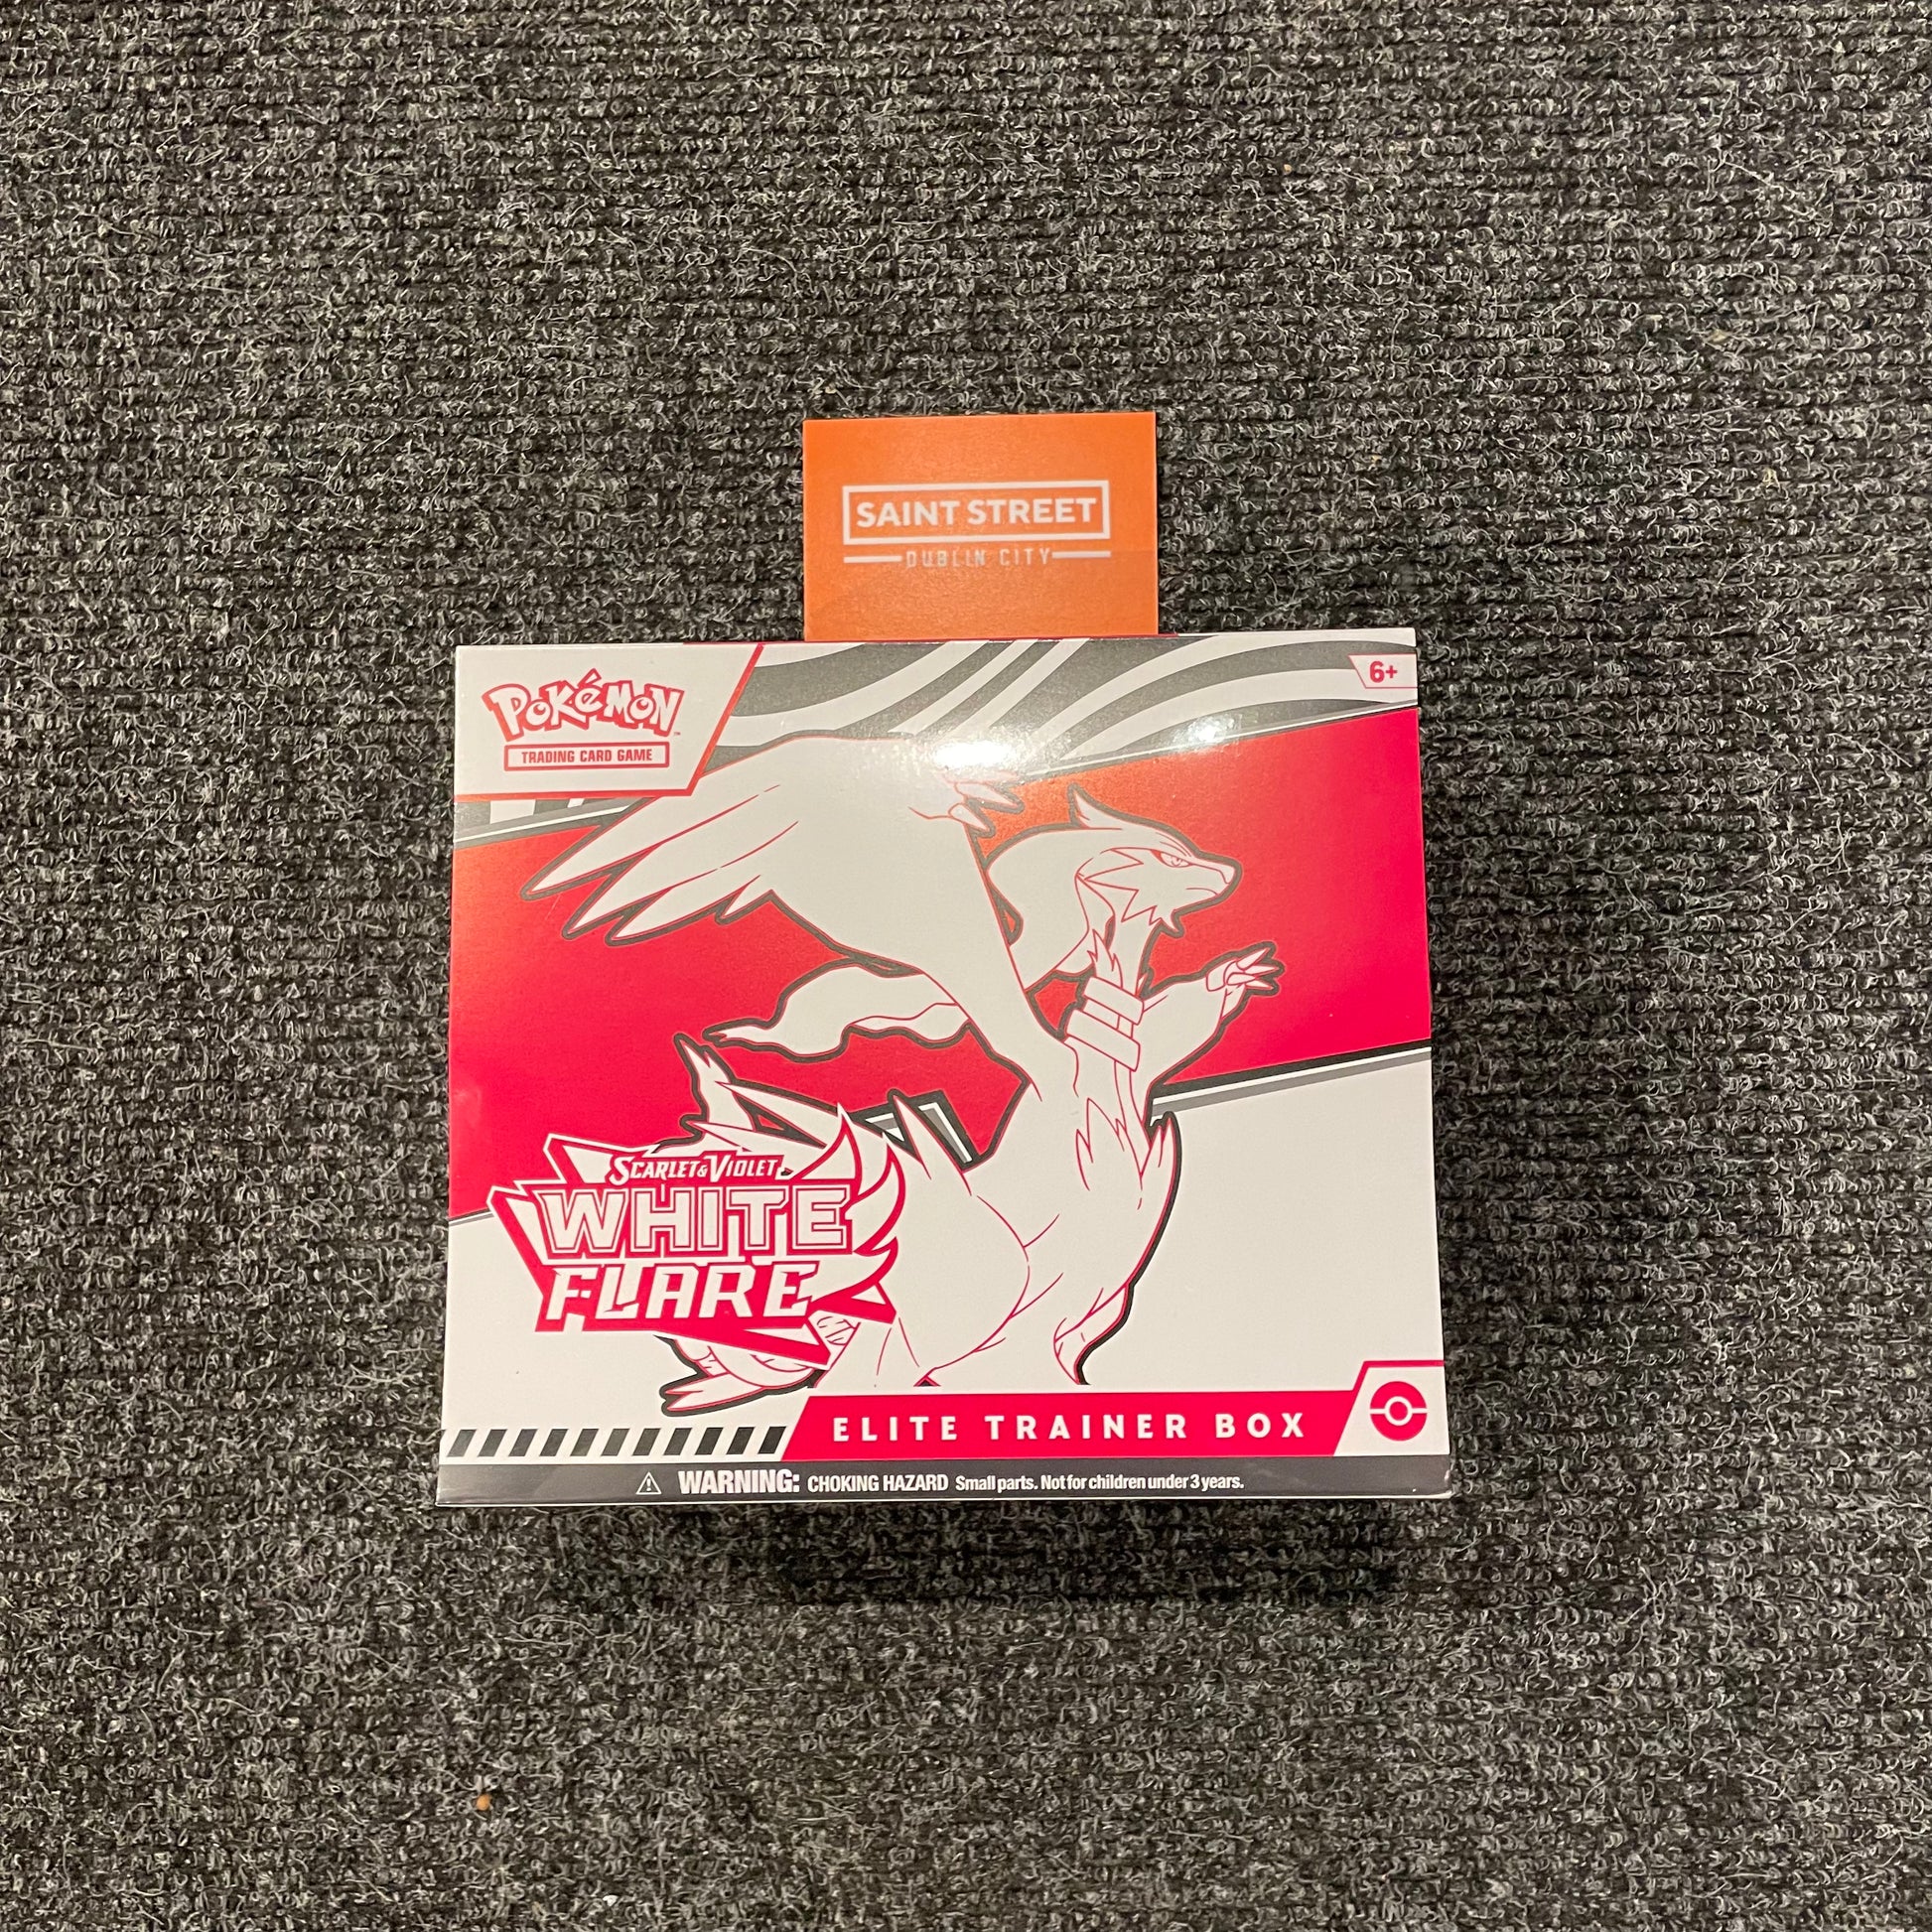 SAINT STREET
DUBLIN CITY
POKéMON
TRADING CARD GAME
6+
SCARLET & VIOLET
WHITE
FLARE
ELITE TRAINER BOX
WARNING: CHOKING HAZARD Small parts. Not for children under 3 years.